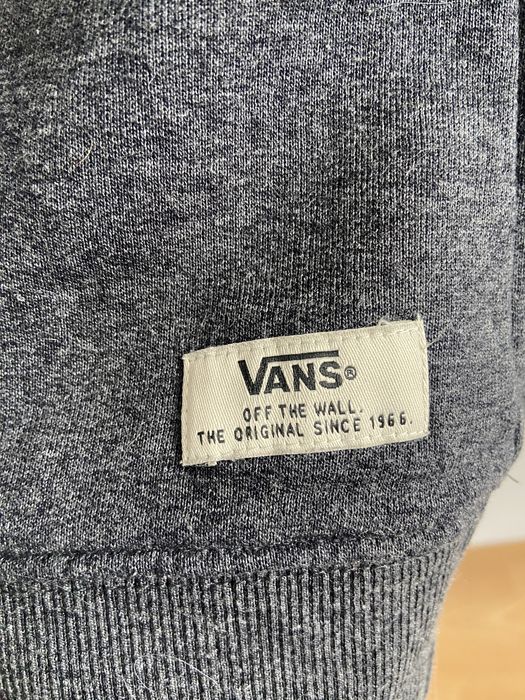 VANS®
OFF THE WALL.
THE ORIGINAL SINCE 1966.